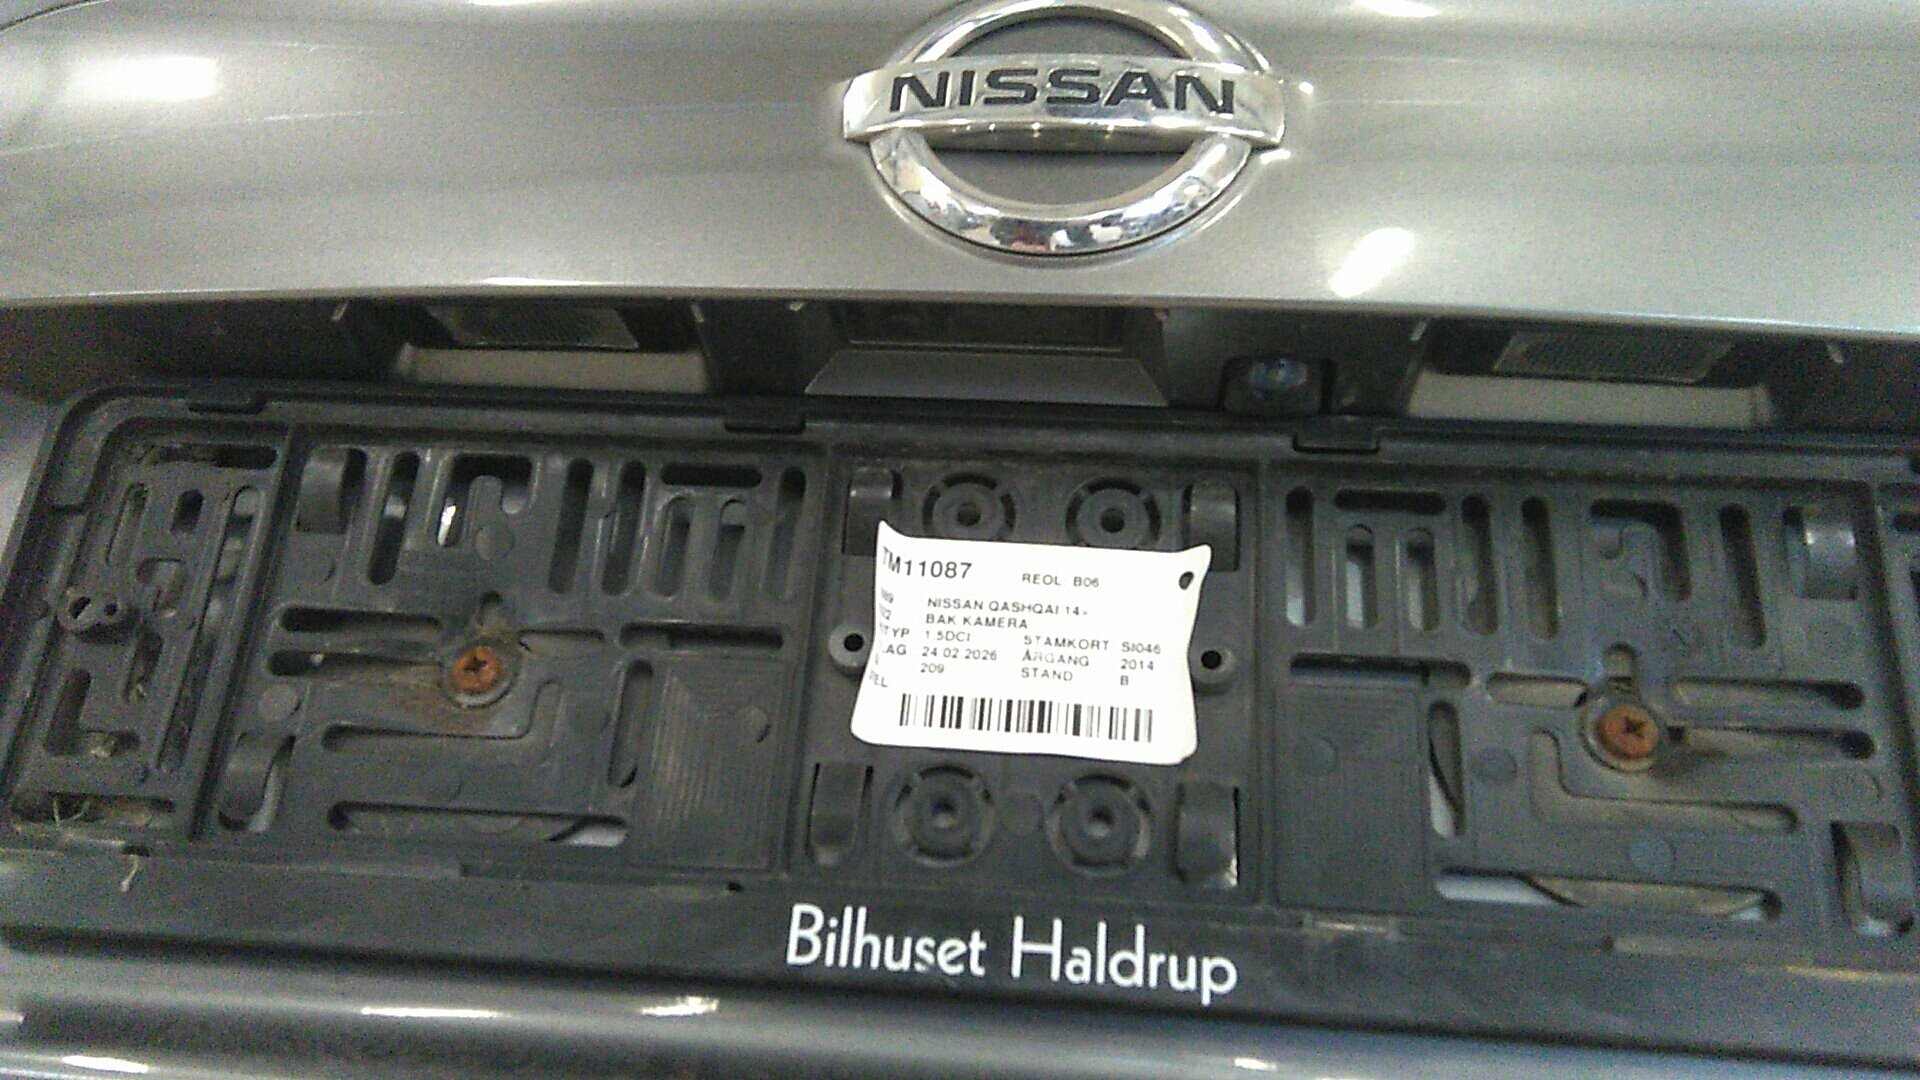 NISSAN
TM11087 REOL: B06
NISSAN QASHQAI 14>
BAK KAMERA
TYP 1.5DCI STAMKORT SI046
24.02.2026 ÅRGANG 2014
209 STAND B
Bilhuset Haldrup